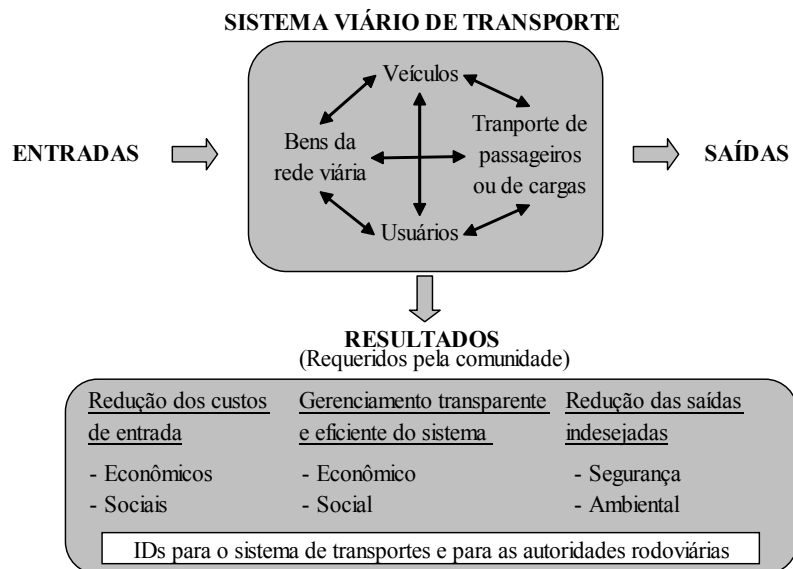 SISTEMA VIÁRIO DE TRANSPORTE
ENTRADAS
Veículos
Bens da
rede viária
Tranporte de
passageiros
ou de cargas
Usuários
SAÍDAS
RESULTADOS
(Requeridos pela comunidade)
Redução dos custos
de entrada
- Econômicos
- Sociais
Gerenciamento transparente
e eficiente do sistema
- Econômico
- Social
Redução das saídas
indesejadas
- Segurança
- Ambiental
IDs para o sistema de transportes e para as autoridades rodoviárias